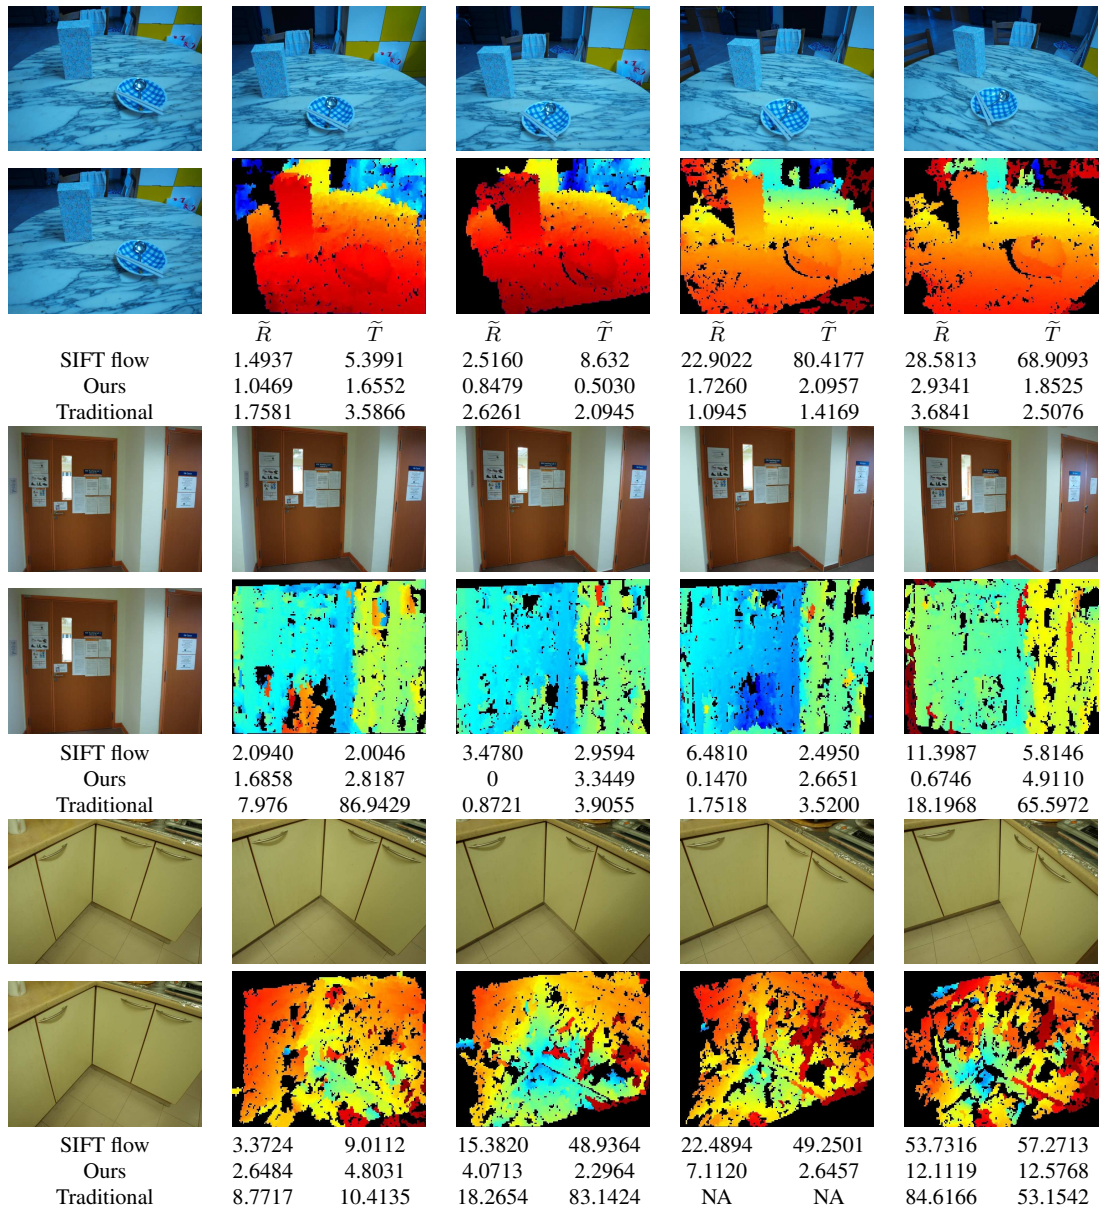 R̃ T̃ R̃ T̃ R̃ T̃ R̃ T̃
SIFT flow 1.4937 5.3991 2.5160 8.632 22.9022 80.4177 28.5813 68.9093
Ours 1.0469 1.6552 0.8479 0.5030 1.7260 2.0957 2.9341 1.8525
Traditional 1.7581 3.5866 2.6261 2.0945 1.0945 1.4169 3.6841 2.5076
SIFT flow 2.0940 2.0046 3.4780 2.9594 6.4810 2.4950 11.3987 5.8146
Ours 1.6858 2.8187 0 3.3449 0.1470 2.6651 0.6746 4.9110
Traditional 7.976 86.9429 0.8721 3.9055 1.7518 3.5200 18.1968 65.5972
SIFT flow 3.3724 9.0112 15.3820 48.9364 22.4894 49.2501 53.7316 57.2713
Ours 2.6484 4.8031 4.0713 2.2964 7.1120 2.6457 12.1119 12.5768
Traditional 8.7717 10.4135 18.2654 83.1424 NA NA 84.6166 53.1542